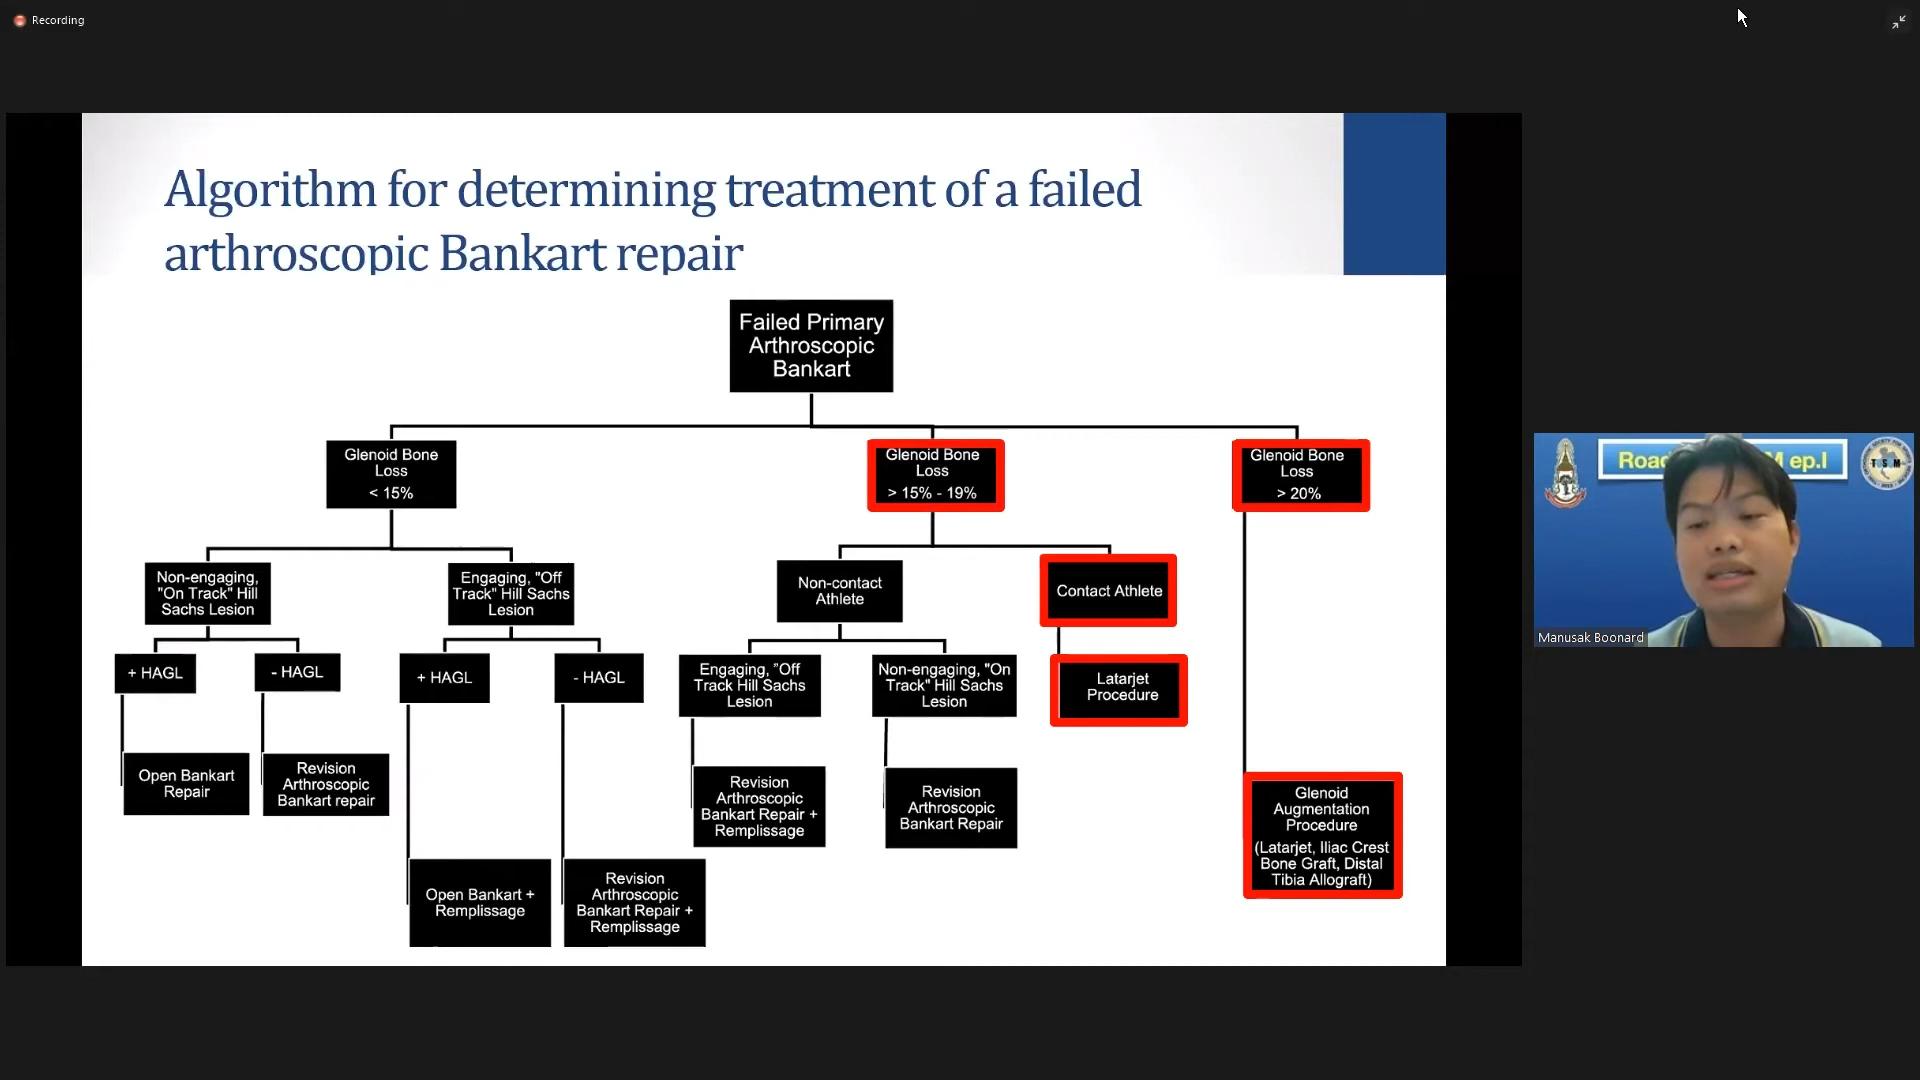 Recording
Algorithm for determining treatment of a failed
arthroscopic Bankart repair
Failed Primary
Arthroscopic
Bankart
Glenoid Bone
Loss
< 15%
Glenoid Bone
Loss
> 15% - 19%
Glenoid Bone
Loss
> 20%
Non-engaging,
"On Track" Hill
Sachs Lesion
Engaging, "Off
Track" Hill Sachs
Lesion
Non-contact
Athlete
Contact Athlete
+ HAGL
- HAGL
+ HAGL
- HAGL
Engaging, "Off
Track Hill Sachs
Lesion
Non-engaging, "On
Track" Hill Sachs
Lesion
Latarjet
Procedure
Open Bankart
Repair
Revision
Arthroscopic
Bankart repair
Revision
Arthroscopic
Bankart Repair +
Remplissage
Revision
Arthroscopic
Bankart Repair
Glenoid
Augmentation
Procedure
(Latarjet, Iliac Crest
Bone Graft, Distal
Tibia Allograft)
Open Bankart +
Remplissage
Revision
Arthroscopic
Bankart Repair +
Remplissage
ep.I
Manusak Boonard